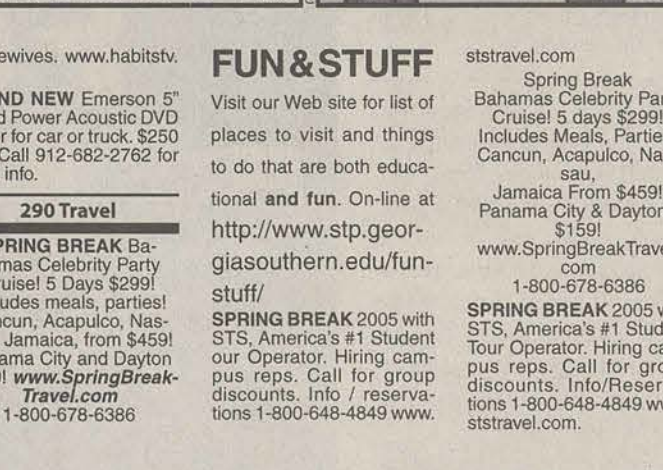 ewives. www.habitstv.
ND NEW Emerson 5"
d Power Acoustic DVD
r for car or truck. $250
Call 912-682-2762 for
info.
290 Travel
PRING BREAK Ba-
mas Celebrity Party
ruise! 5 Days $299!
udes meals, parties!
ncun, Acapulco, Nas-
Jamaica, from $459!
ama City and Dayton
9! www.SpringBreak-
Travel.com
1-800-678-6386
FUN & STUFF
Visit our Web site for list of
places to visit and things
to do that are both educa-
tional and fun. On-line at
http://www.stp.geor-
giasouthern.edu/fun-
stuff/
SPRING BREAK 2005 with
STS, America's #1 Student
our Operator. Hiring cam-
pus reps. Call for group
discounts. Info / reserva-
tions 1-800-648-4849 www.
ststravel.com
Spring Break
Bahamas Celebrity Par
Cruise! 5 days $299!
Includes Meals, Partie
Cancun, Acapulco, Na
sau,
Jamaica From $459!
Panama City & Dayton
$159!
www.SpringBreakTrave
com
1-800-678-6386
SPRING BREAK 2005 w
STS, America's #1 Stud
Tour Operator. Hiring ca
pus reps. Call for gro
discounts. Info/Reser
tions 1-800-648-4849 ww
ststravel.com.